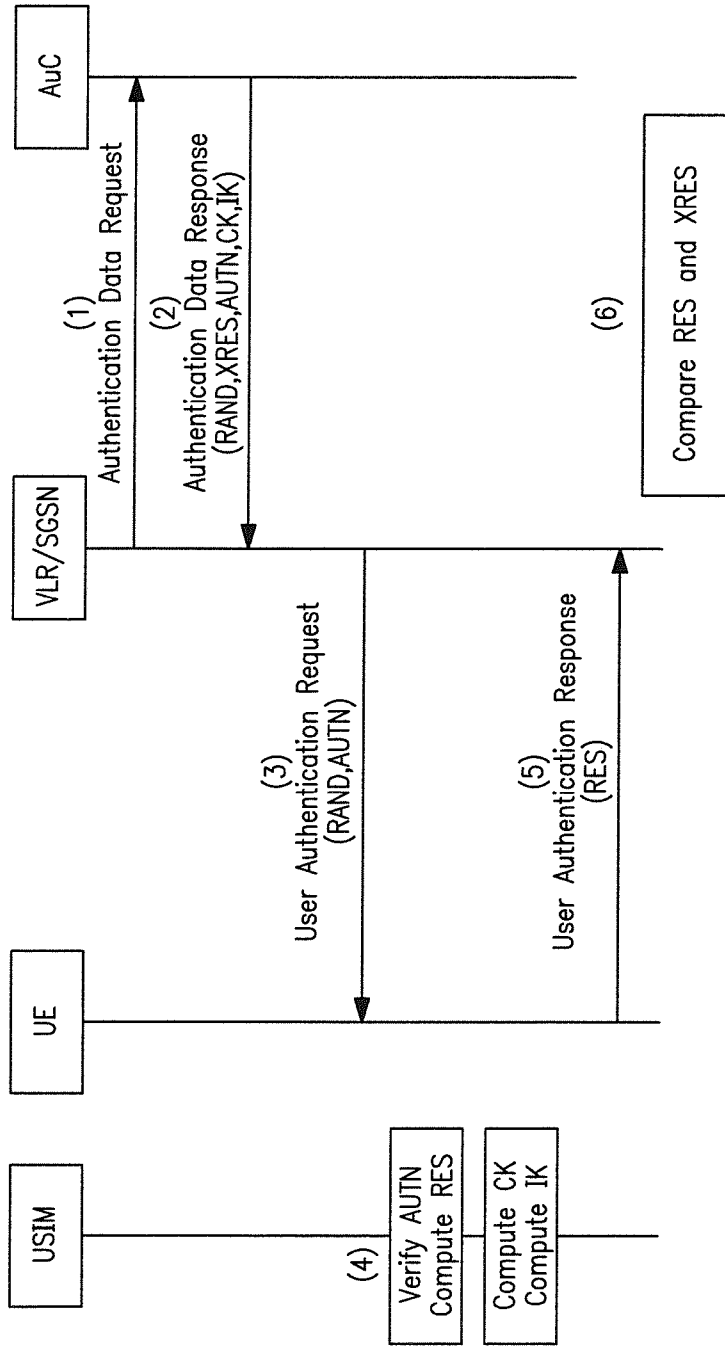 USIM
UE
VLR/SGSN
AuC
(1)
Authentication Data Request
(2)
Authentication Data Response
(RAND,XRES,AUTN,CK,IK)
(3)
User Authentication Request
(RAND,AUTN)
(4)
Verify AUTN
Compute RES
Compute CK
Compute IK
(5)
User Authentication Response
(RES)
(6)
Compare RES and XRES